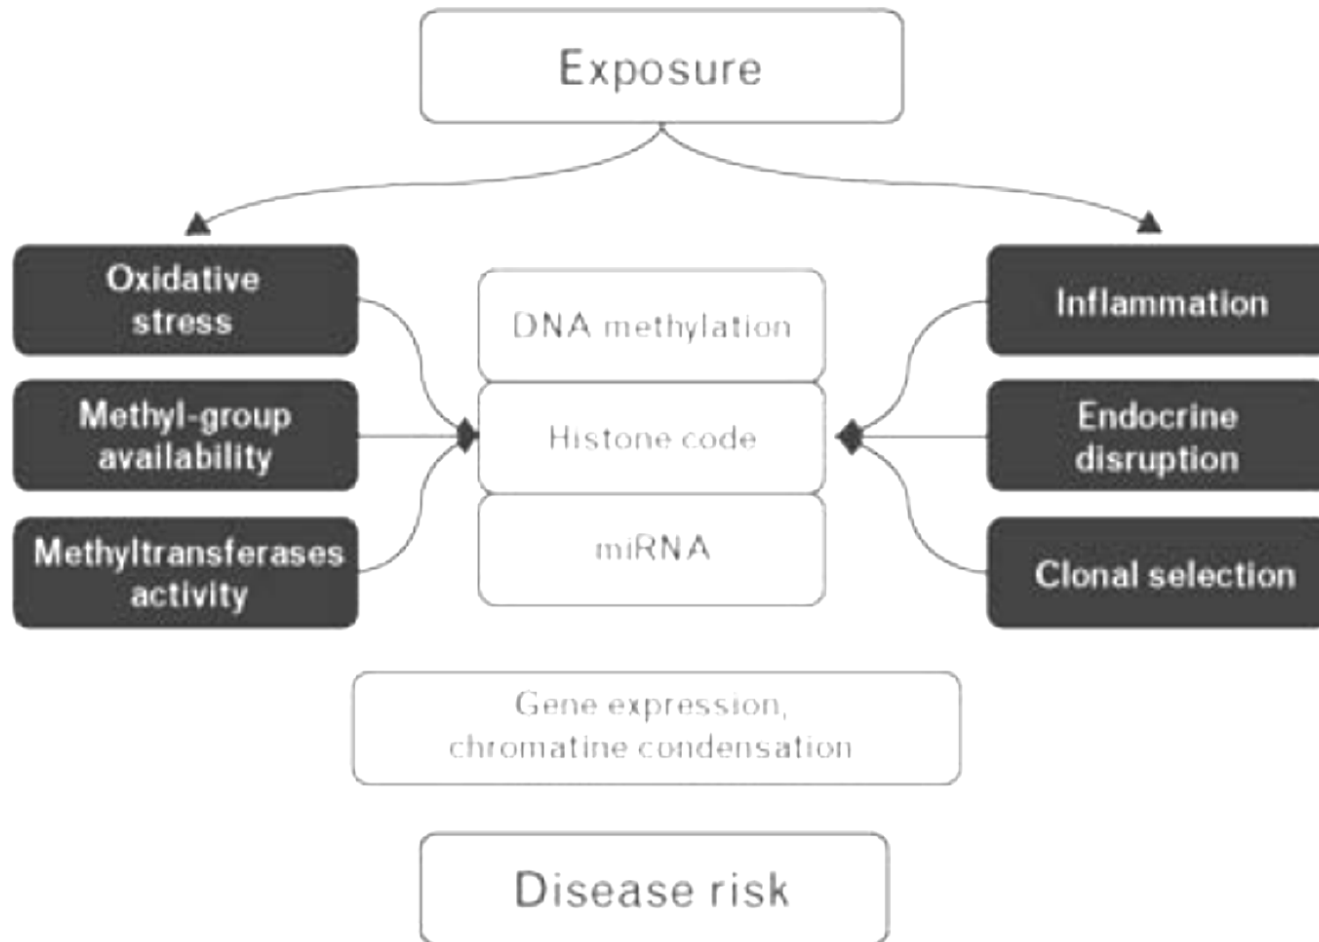 Exposure
Oxidative
stress
Methyl-group
availability
Methyltransferases
activity
DNA methylation
Histone code
miRNA
Inflammation
Endocrine
disruption
Clonal selection
Gene expression,
chromatine condensation
Disease risk